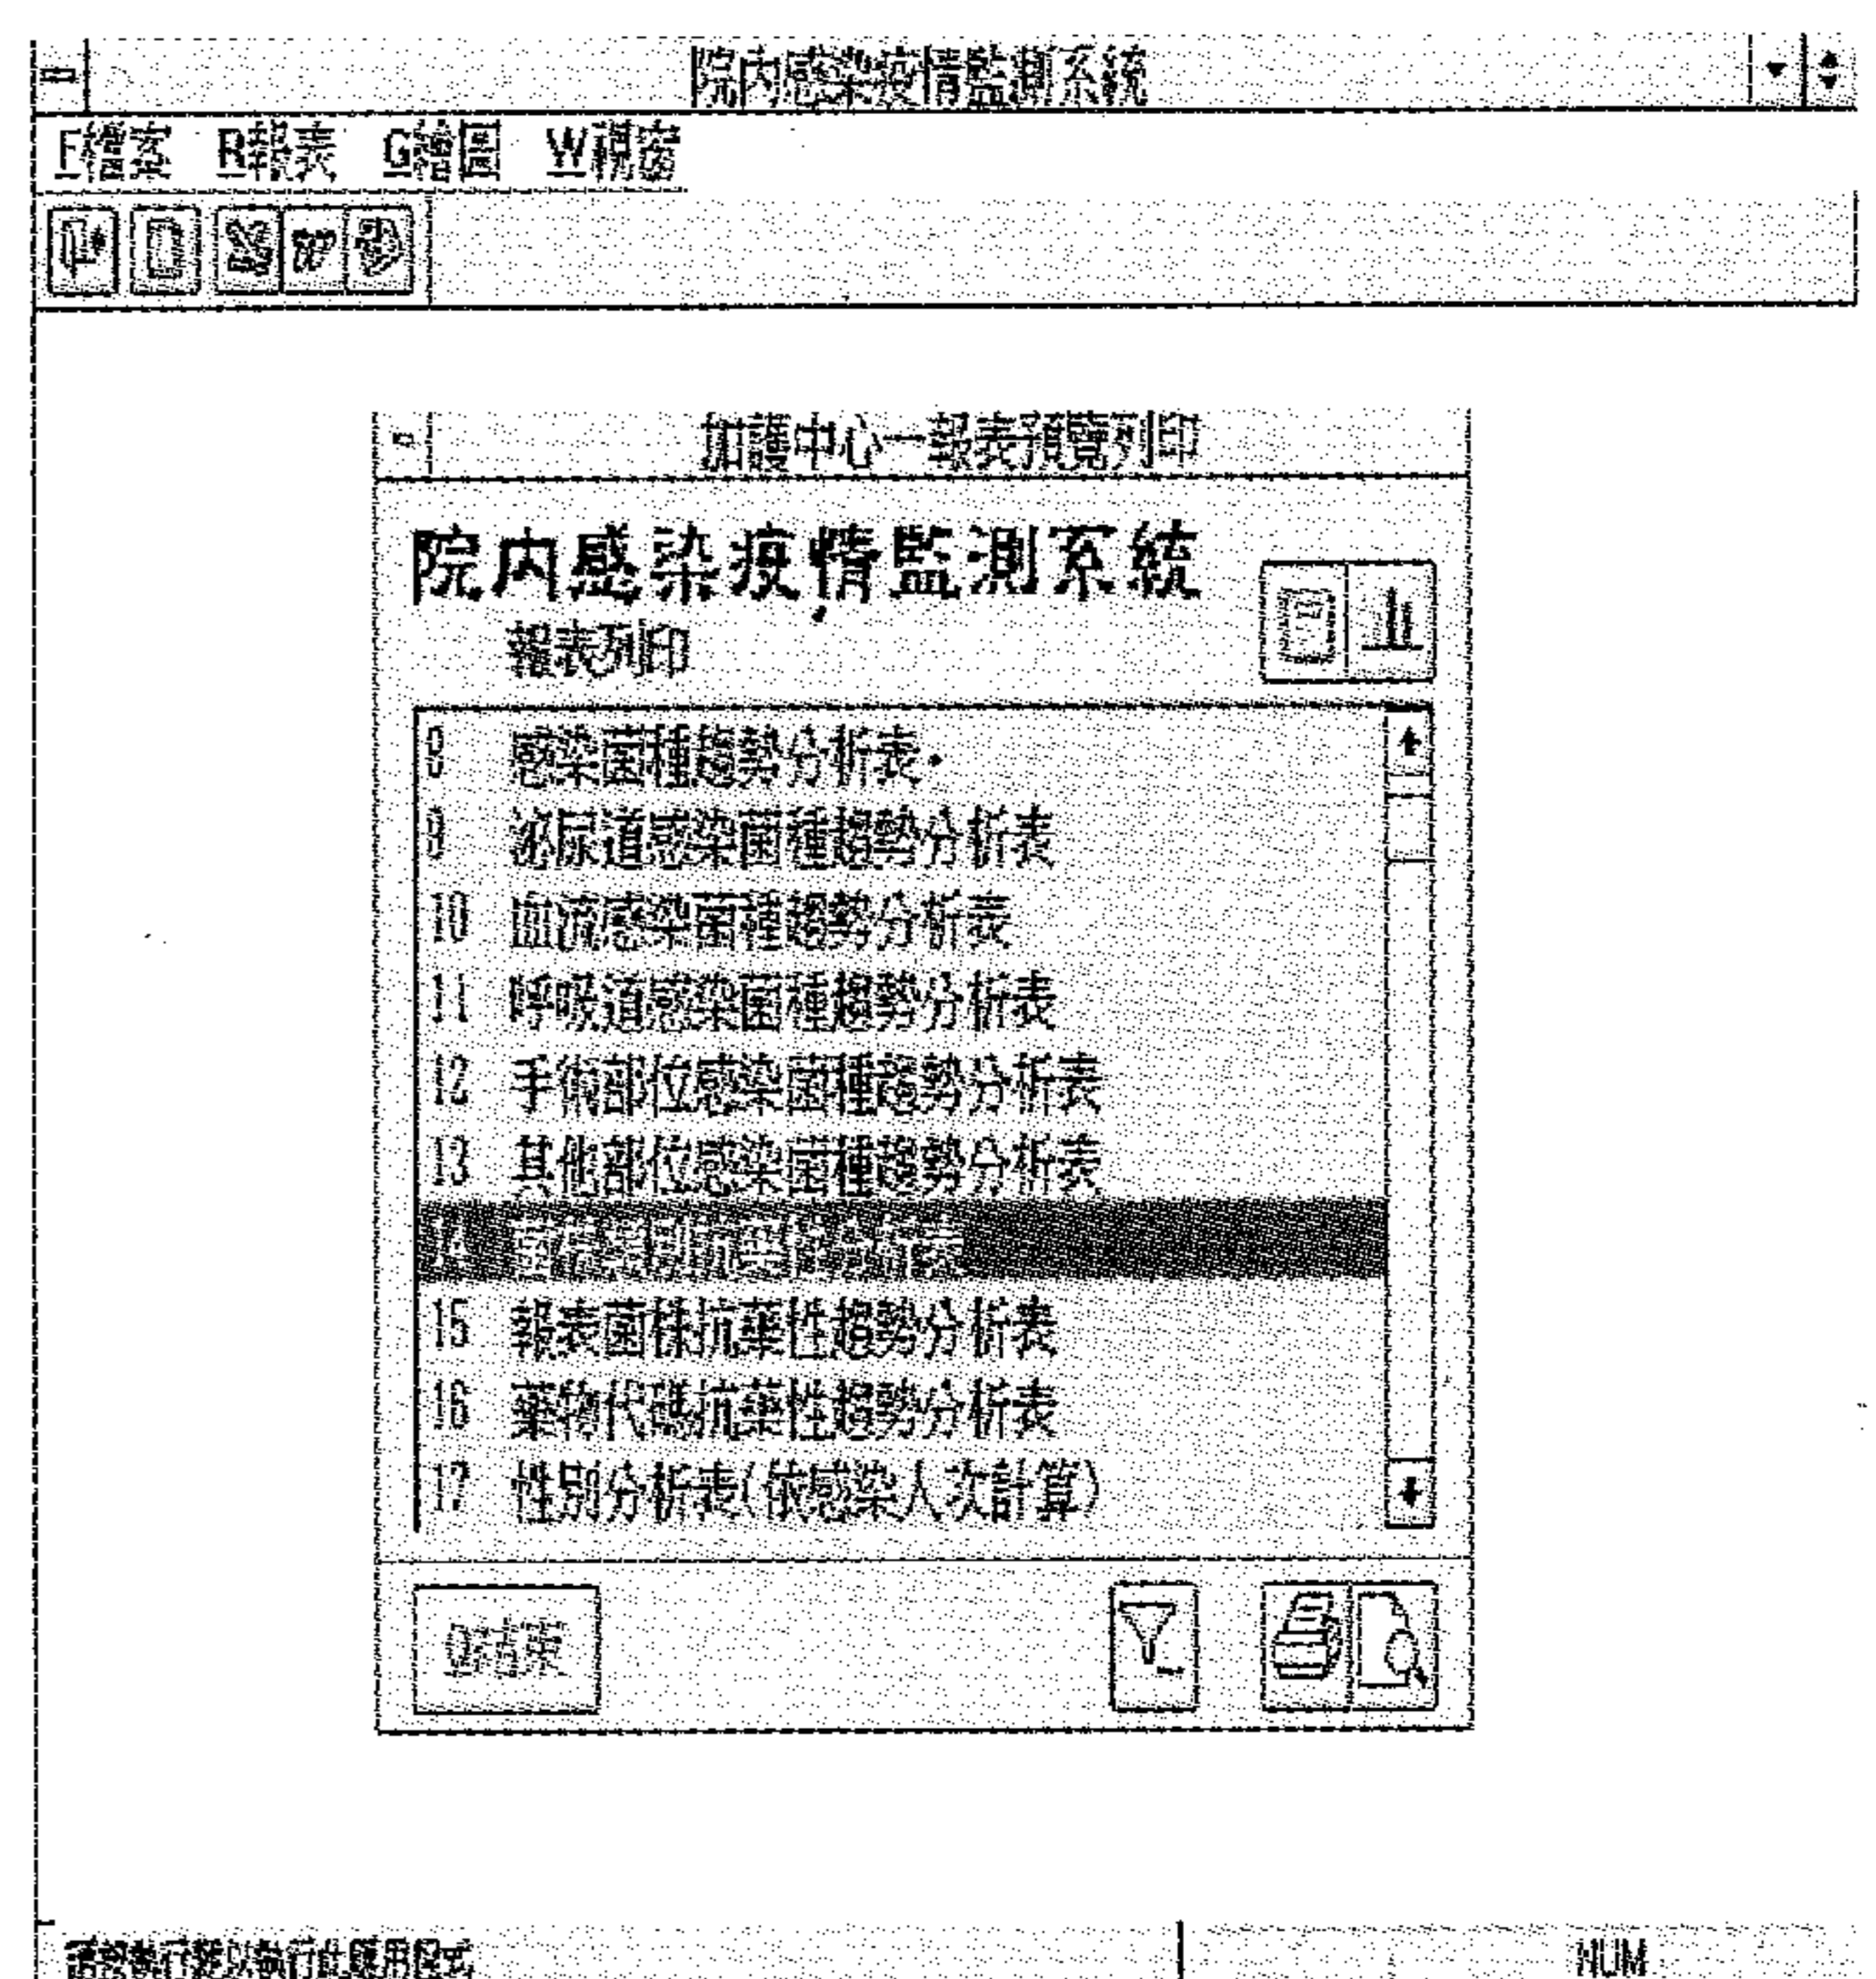 院內感染疫情監測系統
F檔案 R報表 G繪圖 W視窗
加護中心一報表預覽列印
院內感染疫情監測系統
報表列印
8 感染菌種趨勢分析表
9 泌尿道感染菌種趨勢分析表
10 血流感染菌種趨勢分析表
11 呼吸道感染菌種趨勢分析表
12 手術部位感染菌種趨勢分析表
13 其他部位感染菌種趨勢分析表
14
15 報表菌株抗藥性趨勢分析表
16 藥物代碼抗藥性趨勢分析表
17 性別分析表(依感染人次計算)
Q結束
NUM